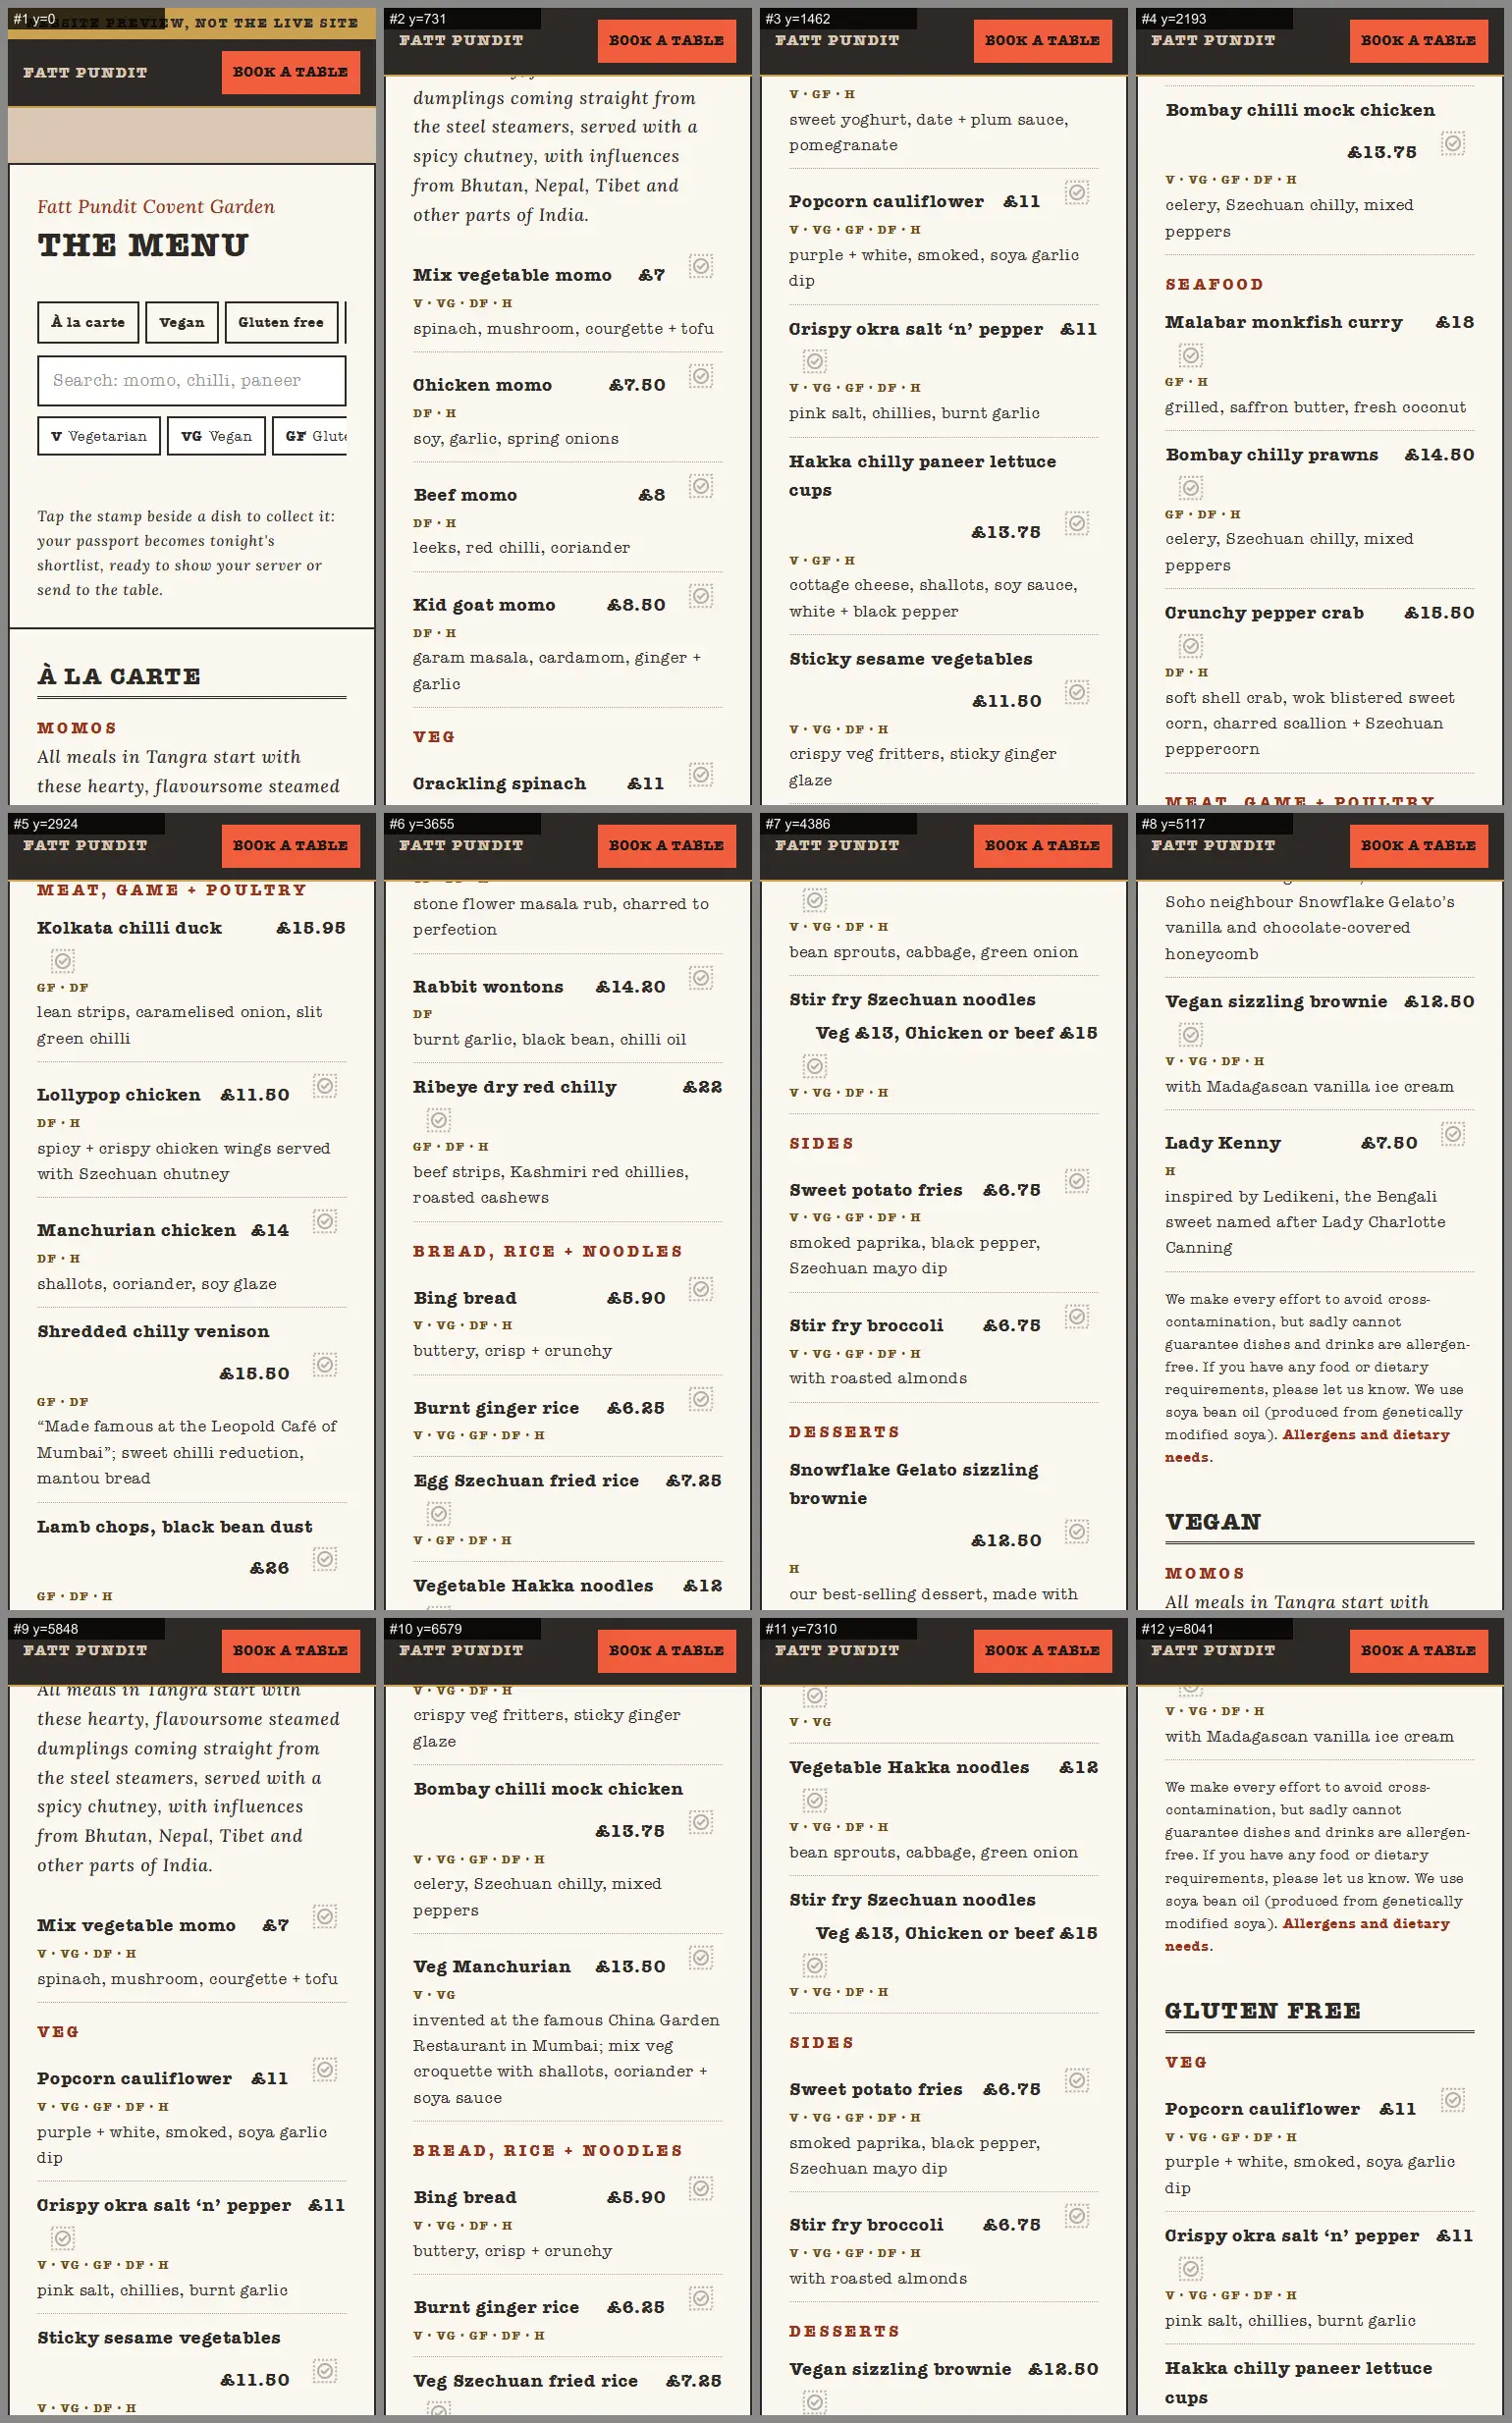 #1 y=0
SITE PREVIEW, NOT THE LIVE SITE
FATT PUNDIT
BOOK A TABLE
Fatt Pundit Covent Garden
THE MENU
À la carte
Vegan
Gluten free
Search: momo, chilli, paneer
V Vegetarian
VG Vegan
GF Glute
Tap the stamp beside a dish to collect it:
your passport becomes tonight's
shortlist, ready to show your server or
send to the table.
À LA CARTE
MOMOS
All meals in Tangra start with
these hearty, flavoursome steamed
#2 y=731
FATT PUNDIT
BOOK A TABLE
dumplings coming straight from
the steel steamers, served with a
spicy chutney, with influences
from Bhutan, Nepal, Tibet and
other parts of India.
Mix vegetable momo £7
V · VG · DF · H
spinach, mushroom, courgette + tofu
Chicken momo £7.50
DF · H
soy, garlic, spring onions
Beef momo £8
DF · H
leeks, red chilli, coriander
Kid goat momo £8.50
DF · H
garam masala, cardamom, ginger +
garlic
VEG
Crackling spinach £11
#3 y=1462
FATT PUNDIT
BOOK A TABLE
V · GF · H
sweet yoghurt, date + plum sauce,
pomegranate
Popcorn cauliflower £11
V · VG · GF · DF · H
purple + white, smoked, soya garlic
dip
Crispy okra salt ‘n’ pepper £11
V · VG · GF · DF · H
pink salt, chillies, burnt garlic
Hakka chilly paneer lettuce
cups
£13.75
V · GF · H
cottage cheese, shallots, soy sauce,
white + black pepper
Sticky sesame vegetables
£11.50
V · VG · DF · H
crispy veg fritters, sticky ginger
glaze
#4 y=2193
FATT PUNDIT
BOOK A TABLE
Bombay chilli mock chicken
£13.75
V · VG · GF · DF · H
celery, Szechuan chilly, mixed
peppers
SEAFOOD
Malabar monkfish curry £18
GF · H
grilled, saffron butter, fresh coconut
Bombay chilly prawns £14.50
GF · DF · H
celery, Szechuan chilly, mixed
peppers
Crunchy pepper crab £15.50
DF · H
soft shell crab, wok blistered sweet
corn, charred scallion + Szechuan
peppercorn
MEAT, GAME + POULTRY
#5 y=2924
FATT PUNDIT
BOOK A TABLE
MEAT, GAME + POULTRY
Kolkata chilli duck £15.95
GF · DF
lean strips, caramelised onion, slit
green chilli
Lollypop chicken £11.50
DF · H
spicy + crispy chicken wings served
with Szechuan chutney
Manchurian chicken £14
DF · H
shallots, coriander, soy glaze
Shredded chilly venison
£15.50
GF · DF
“Made famous at the Leopold Café of
Mumbai”; sweet chilli reduction,
mantou bread
Lamb chops, black bean dust
£26
GF · DF · H
#6 y=3655
FATT PUNDIT
BOOK A TABLE
stone flower masala rub, charred to
perfection
Rabbit wontons £14.20
DF
burnt garlic, black bean, chilli oil
Ribeye dry red chilly £22
GF · DF · H
beef strips, Kashmiri red chillies,
roasted cashews
BREAD, RICE + NOODLES
Bing bread £5.90
V · VG · DF · H
buttery, crisp + crunchy
Burnt ginger rice £6.25
V · VG · GF · DF · H
Egg Szechuan fried rice £7.25
V · GF · DF · H
Vegetable Hakka noodles £12
#7 y=4386
FATT PUNDIT
BOOK A TABLE
V · VG · DF · H
bean sprouts, cabbage, green onion
Stir fry Szechuan noodles
Veg £13, Chicken or beef £15
V · VG · DF · H
SIDES
Sweet potato fries £6.75
V · VG · GF · DF · H
smoked paprika, black pepper,
Szechuan mayo dip
Stir fry broccoli £6.75
V · VG · GF · DF · H
with roasted almonds
DESSERTS
Snowflake Gelato sizzling
brownie
£12.50
H
our best-selling dessert, made with
#8 y=5117
FATT PUNDIT
BOOK A TABLE
Soho neighbour Snowflake Gelato’s
vanilla and chocolate-covered
honeycomb
Vegan sizzling brownie £12.50
V · VG · DF · H
with Madagascan vanilla ice cream
Lady Kenny £7.50
H
inspired by Ledikeni, the Bengali
sweet named after Lady Charlotte
Canning
We make every effort to avoid cross-
contamination, but sadly cannot
guarantee dishes and drinks are allergen-
free. If you have any food or dietary
requirements, please let us know. We use
soya bean oil (produced from genetically
modified soya). Allergens and dietary
needs.
VEGAN
MOMOS
All meals in Tangra start with
#9 y=5848
FATT PUNDIT
BOOK A TABLE
All meals in Tangra start with
these hearty, flavoursome steamed
dumplings coming straight from
the steel steamers, served with a
spicy chutney, with influences
from Bhutan, Nepal, Tibet and
other parts of India.
Mix vegetable momo £7
V · VG · DF · H
spinach, mushroom, courgette + tofu
VEG
Popcorn cauliflower £11
V · VG · GF · DF · H
purple + white, smoked, soya garlic
dip
Crispy okra salt ‘n’ pepper £11
V · VG · GF · DF · H
pink salt, chillies, burnt garlic
Sticky sesame vegetables
£11.50
V · VG · DF · H
#10 y=6579
FATT PUNDIT
BOOK A TABLE
V · VG · DF · H
crispy veg fritters, sticky ginger
glaze
Bombay chilli mock chicken
£13.75
V · VG · GF · DF · H
celery, Szechuan chilly, mixed
peppers
Veg Manchurian £13.50
V · VG
invented at the famous China Garden
Restaurant in Mumbai; mix veg
croquette with shallots, coriander +
soya sauce
BREAD, RICE + NOODLES
Bing bread £5.90
V · VG · DF · H
buttery, crisp + crunchy
Burnt ginger rice £6.25
V · VG · GF · DF · H
Veg Szechuan fried rice £7.25
#11 y=7310
FATT PUNDIT
BOOK A TABLE
V · VG
Vegetable Hakka noodles £12
V · VG · DF · H
bean sprouts, cabbage, green onion
Stir fry Szechuan noodles
Veg £13, Chicken or beef £15
V · VG · DF · H
SIDES
Sweet potato fries £6.75
V · VG · GF · DF · H
smoked paprika, black pepper,
Szechuan mayo dip
Stir fry broccoli £6.75
V · VG · GF · DF · H
with roasted almonds
DESSERTS
Vegan sizzling brownie £12.50
#12 y=8041
FATT PUNDIT
BOOK A TABLE
V · VG · DF · H
with Madagascan vanilla ice cream
We make every effort to avoid cross-
contamination, but sadly cannot
guarantee dishes and drinks are allergen-
free. If you have any food or dietary
requirements, please let us know. We use
soya bean oil (produced from genetically
modified soya). Allergens and dietary
needs.
GLUTEN FREE
VEG
Popcorn cauliflower £11
V · VG · GF · DF · H
purple + white, smoked, soya garlic
dip
Crispy okra salt ‘n’ pepper £11
V · VG · GF · DF · H
pink salt, chillies, burnt garlic
Hakka chilly paneer lettuce
cups